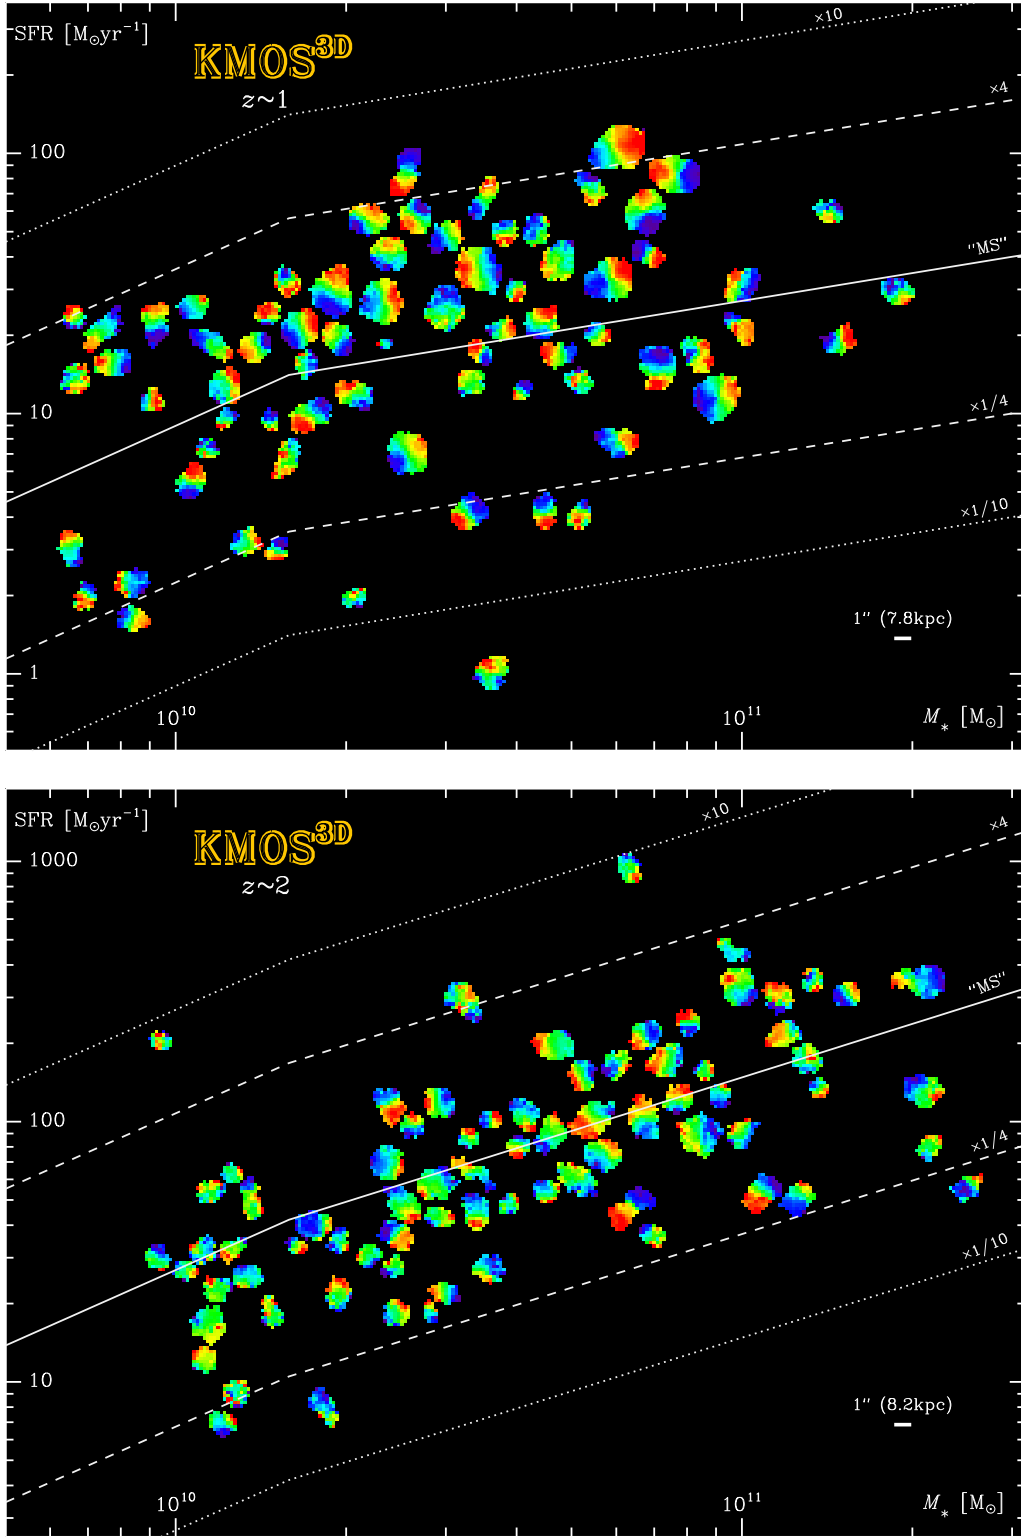 SFR [M⊙yr⁻¹]
KMOS³ᴰ
z~1
×10
×4
100
"MS"
10
×1/4
×1/10
1" (7.8kpc)
1
10¹⁰
10¹¹
M* [M⊙]
SFR [M⊙yr⁻¹]
KMOS³ᴰ
z~2
×10
×4
1000
"MS"
100
×1/4
×1/10
10
1" (8.2kpc)
10¹⁰
10¹¹
M* [M⊙]